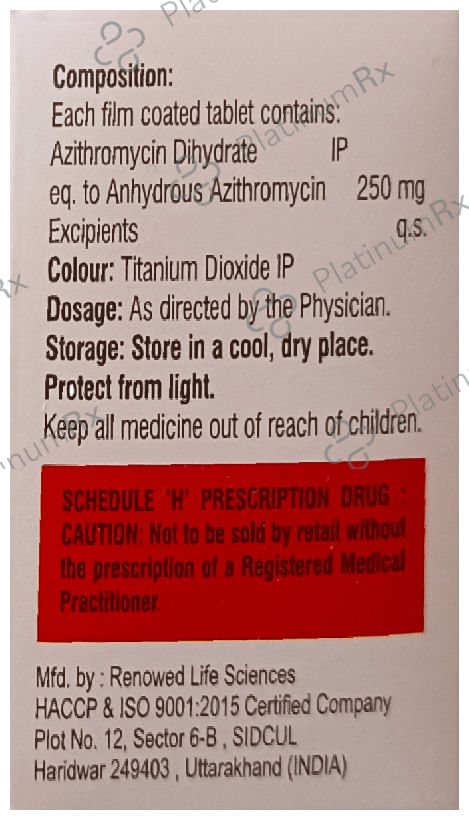 Composition:
Each film coated tablet contains:
Azithromycin Dihydrate IP
eq. to Anhydrous Azithromycin 250 mg
Excipients q.s.
Colour: Titanium Dioxide IP
Dosage: As directed by the Physician.
Storage: Store in a cool, dry place.
Protect from light.
Keep all medicine out of reach of children.
SCHEDULE 'H' PRESCRIPTION DRUG :
CAUTION: Not to be sold by retail without
the prescription of a Registered Medical
Practitioner.
Mfd. by : Renowed Life Sciences
HACCP & ISO 9001:2015 Certified Company
Plot No. 12, Sector 6-B , SIDCUL
Haridwar 249403 , Uttarakhand (INDIA)
PlatinumRx
PlatinumRx